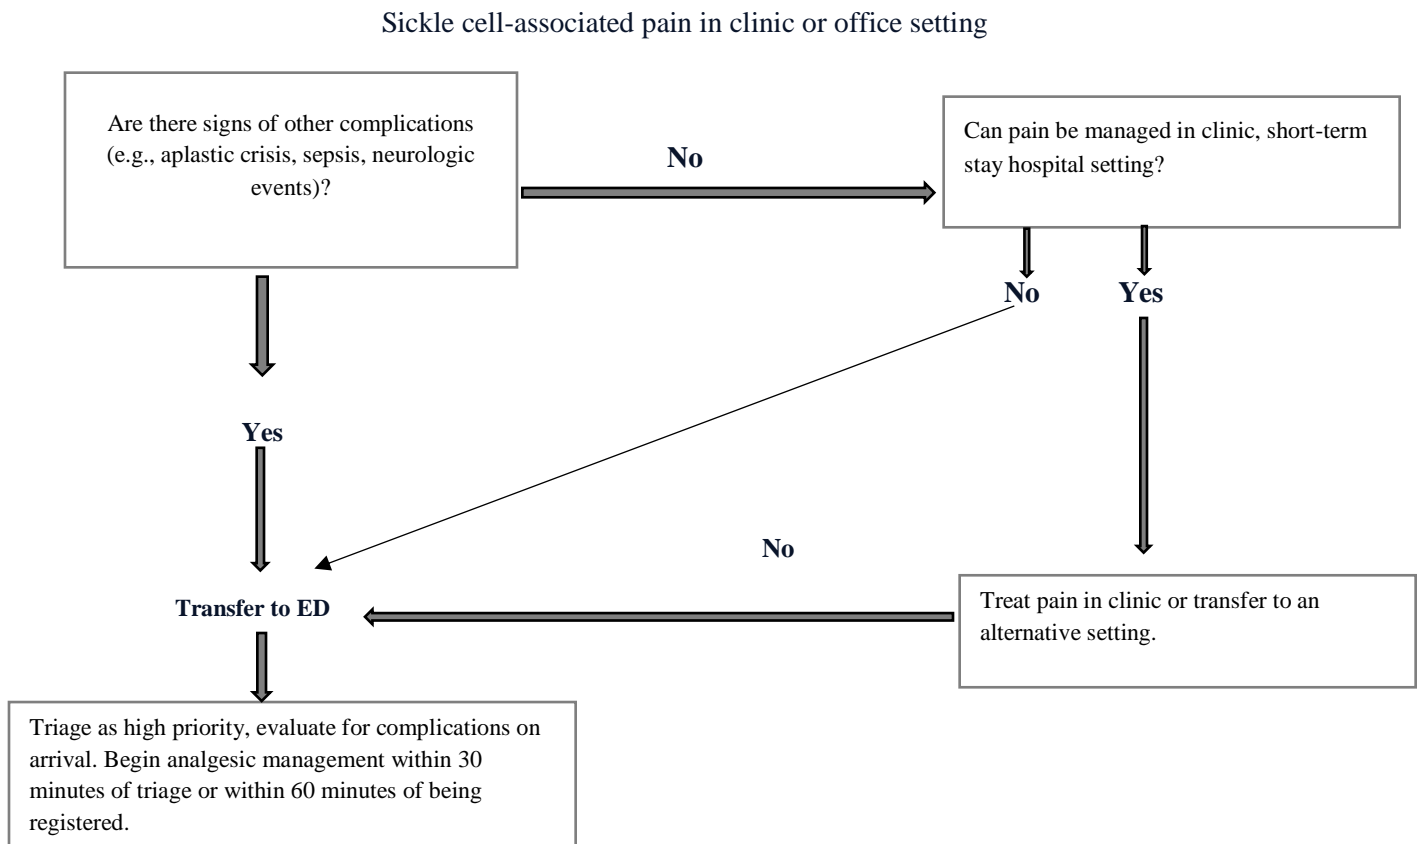 Sickle cell-associated pain in clinic or office setting
Are there signs of other complications
(e.g., aplastic crisis, sepsis, neurologic
events)?
No
Can pain be managed in clinic, short-term
stay hospital setting?
No
Yes
Yes
No
Transfer to ED
Treat pain in clinic or transfer to an
alternative setting.
Triage as high priority, evaluate for complications on
arrival. Begin analgesic management within 30
minutes of triage or within 60 minutes of being
registered.